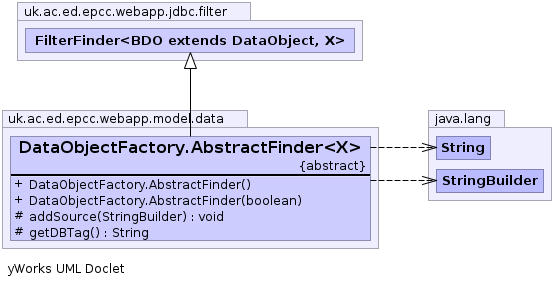 uk.ac.ed.epcc.webapp.jdbc.filter
FilterFinder<BDO extends DataObject, X>
uk.ac.ed.epcc.webapp.model.data
DataObjectFactory.AbstractFinder<X>
{abstract}
+ DataObjectFactory.AbstractFinder()
+ DataObjectFactory.AbstractFinder(boolean)
# addSource(StringBuilder) : void
# getDBTag() : String
java.lang
String
StringBuilder
yWorks UML Doclet